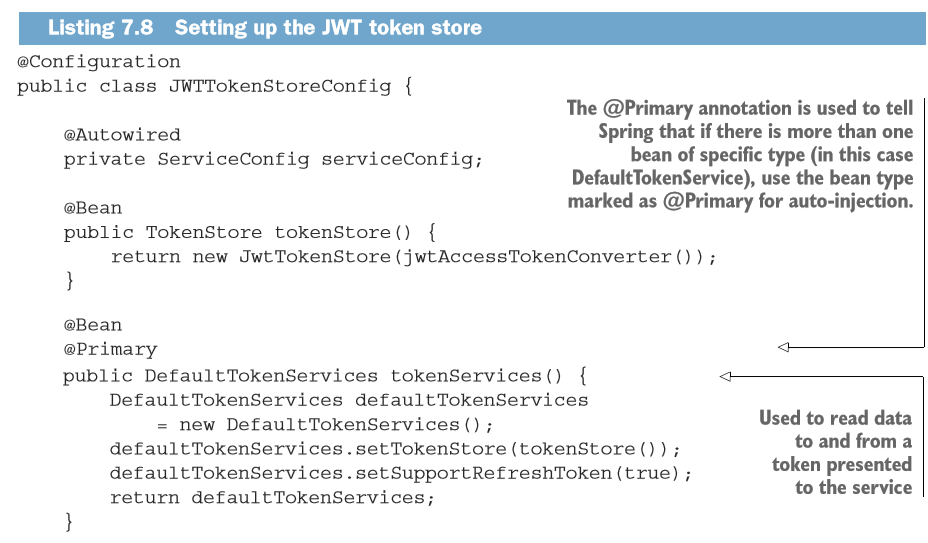 Listing 7.8 Setting up the JWT token store
@Configuration
public class JWTTokenStoreConfig {
The @Primary annotation is used to tell
Spring that if there is more than one
bean of specific type (in this case
DefaultTokenService), use the bean type
marked as @Primary for auto-injection.
@Autowired
private ServiceConfig serviceConfig;
@Bean
public TokenStore tokenStore() {
return new JwtTokenStore(jwtAccessTokenConverter());
}
@Bean
@Primary
public DefaultTokenServices tokenServices() {
DefaultTokenServices defaultTokenServices
= new DefaultTokenServices();
defaultTokenServices.setTokenStore(tokenStore());
defaultTokenServices.setSupportRefreshToken(true);
return defaultTokenServices;
}
Used to read data
to and from a
token presented
to the service